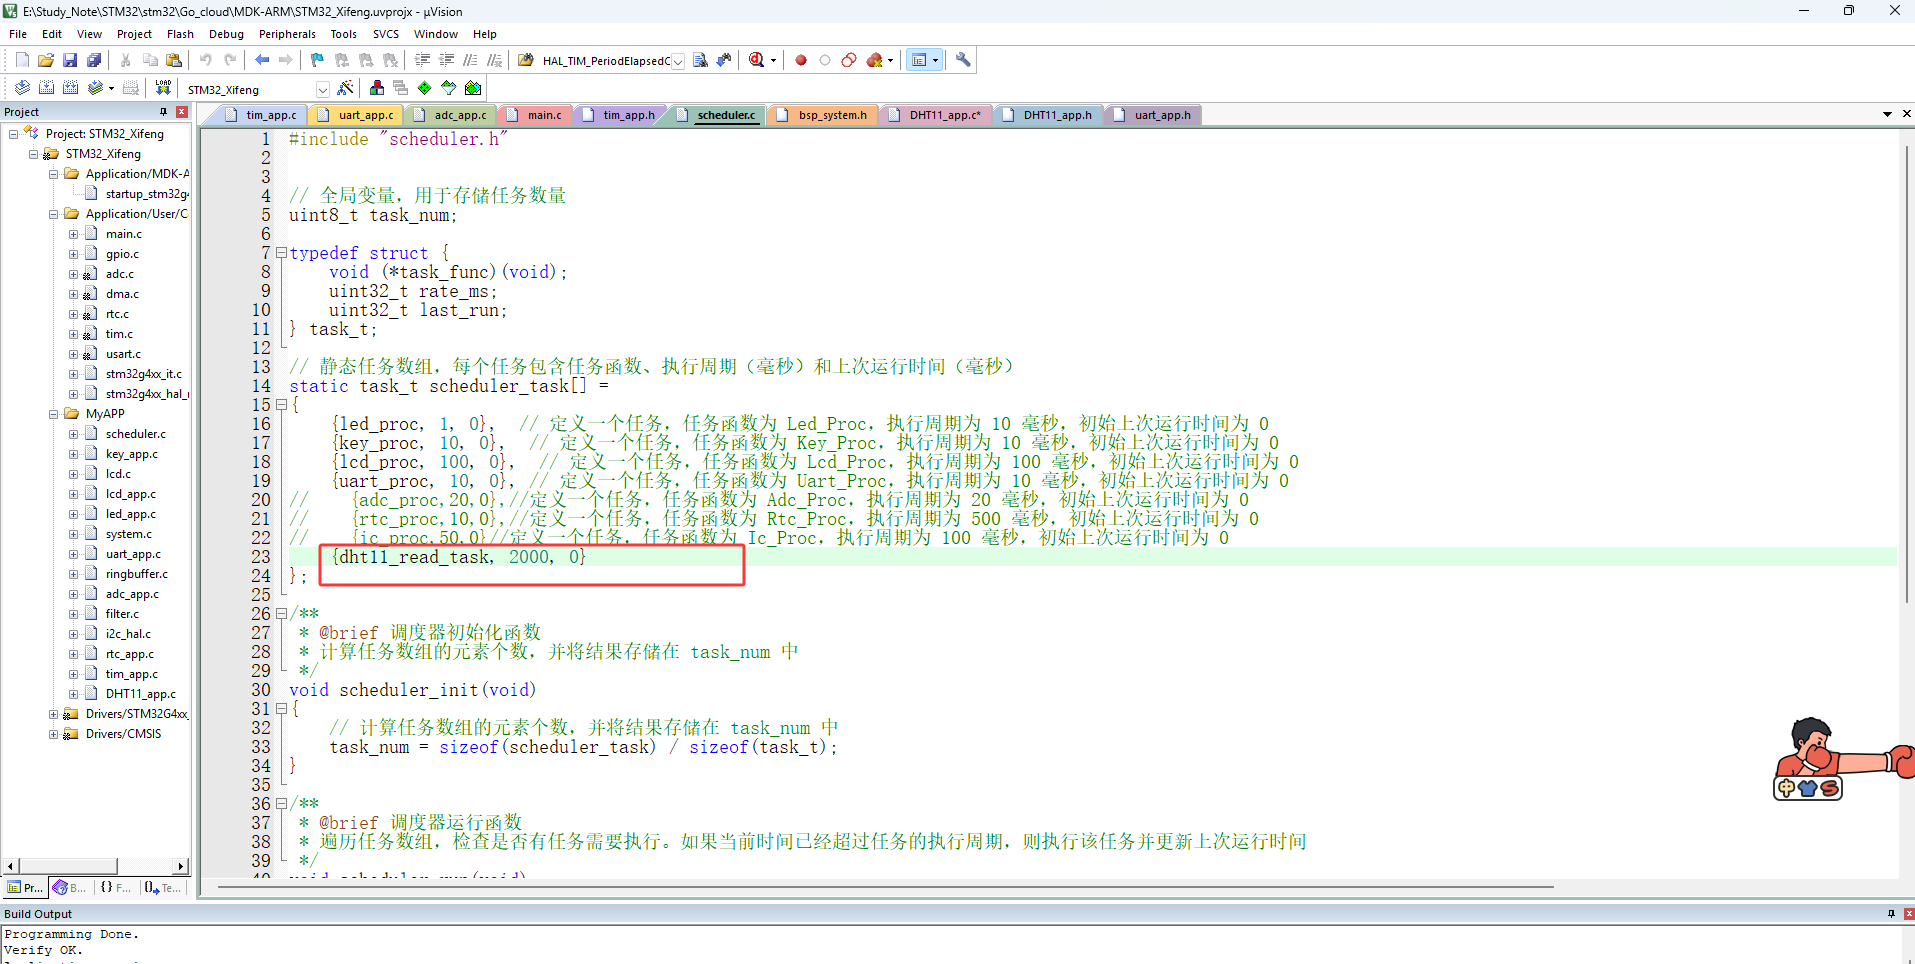 E:\Study_Note\STM32\stm32\Go_cloud\MDK-ARM\STM32_Xifeng.uvprojx - µVision
File Edit View Project Flash Debug Peripherals Tools SVCS Window Help
HAL_TIM_PeriodElapsedC
LOAD STM32_Xifeng
Project
tim_app.c uart_app.c adc_app.c main.c tim_app.h scheduler.c bsp_system.h DHT11_app.c* DHT11_app.h uart_app.h
Project: STM32_Xifeng
STM32_Xifeng
Application/MDK-A
startup_stm32g4
Application/User/C
main.c
gpio.c
adc.c
dma.c
rtc.c
tim.c
usart.c
stm32g4xx_it.c
stm32g4xx_hal_
MyAPP
scheduler.c
key_app.c
lcd.c
lcd_app.c
led_app.c
system.c
uart_app.c
ringbuffer.c
adc_app.c
filter.c
i2c_hal.c
rtc_app.c
tim_app.c
DHT11_app.c
Drivers/STM32G4xx_
Drivers/CMSIS
Pr... B... {} F... Te...
1 #include "scheduler.h"
2
3
4 // 全局变量，用于存储任务数量
5 uint8_t task_num;
6
7 typedef struct {
8 void (*task_func)(void);
9 uint32_t rate_ms;
10 uint32_t last_run;
11 } task_t;
12
13 // 静态任务数组，每个任务包含任务函数、执行周期（毫秒）和上次运行时间（毫秒）
14 static task_t scheduler_task[] =
15 {
16 {led_proc, 1, 0}, // 定义一个任务，任务函数为 Led_Proc，执行周期为 10 毫秒，初始上次运行时间为 0
17 {key_proc, 10, 0}, // 定义一个任务，任务函数为 Key_Proc，执行周期为 10 毫秒，初始上次运行时间为 0
18 {lcd_proc, 100, 0}, // 定义一个任务，任务函数为 Lcd_Proc，执行周期为 100 毫秒，初始上次运行时间为 0
19 {uart_proc, 10, 0}, // 定义一个任务，任务函数为 Uart_Proc，执行周期为 10 毫秒，初始上次运行时间为 0
20 // {adc_proc,20,0},//定义一个任务，任务函数为 Adc_Proc，执行周期为 20 毫秒，初始上次运行时间为 0
21 // {rtc_proc,10,0},//定义一个任务，任务函数为 Rtc_Proc，执行周期为 500 毫秒，初始上次运行时间为 0
22 // {ic_proc,50,0}//定义一个任务，任务函数为 Ic_Proc，执行周期为 100 毫秒，初始上次运行时间为 0
23 {dht11_read_task, 2000, 0}
24 };
25
26 /**
27 * @brief 调度器初始化函数
28 * 计算任务数组的元素个数，并将结果存储在 task_num 中
29 */
30 void scheduler_init(void)
31 {
32 // 计算任务数组的元素个数，并将结果存储在 task_num 中
33 task_num = sizeof(scheduler_task) / sizeof(task_t);
34 }
35
36 /**
37 * @brief 调度器运行函数
38 * 遍历任务数组，检查是否有任务需要执行。如果当前时间已经超过任务的执行周期，则执行该任务并更新上次运行时间
39 */
40 void scheduler_run(void)
中
Build Output
Programming Done.
Verify OK.